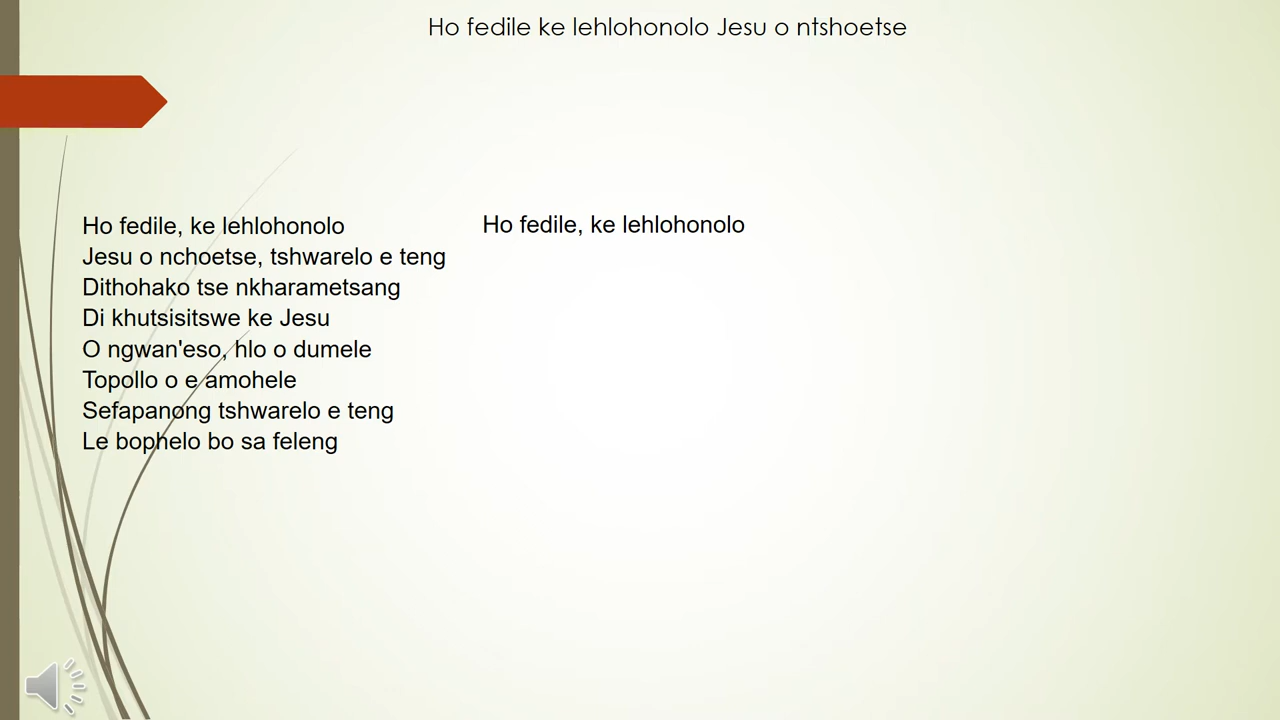 Ho fedile ke lehlohonolo Jesu o ntshoetse
Ho fedile, ke lehlohonolo
Jesu o nchoetse, tshwarelo e teng
Dithohako tse nkharametsang
Di khutsisitswe ke Jesu
O ngwan'eso, hlo o dumele
Topollo o e amohele
Sefapanong tshwarelo e teng
Le bophelo bo sa feleng
Ho fedile, ke lehlohonolo